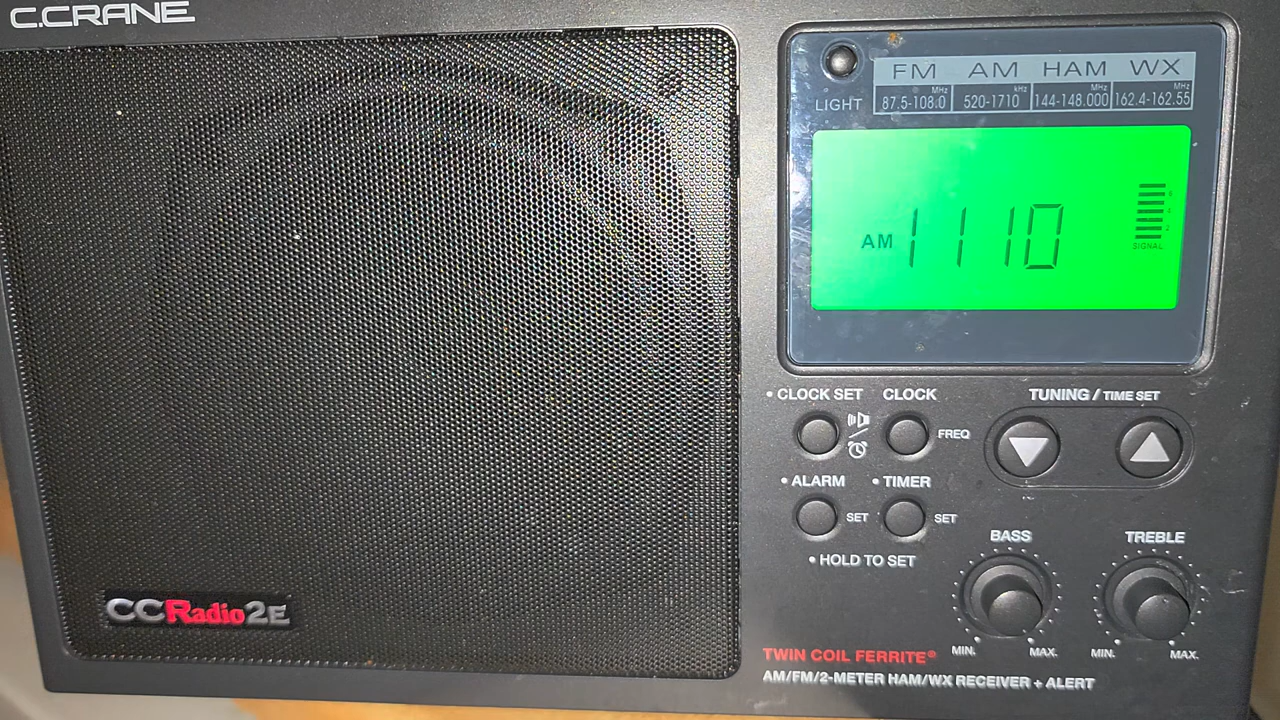 C.CRANE
FM AM HAM WX
LIGHT
MHz kHz MHz MHz
87.5-108.0 520-1710 144-148.000 162.4-162.55
AM 1110
6
4
2
SIGNAL
• CLOCK SET CLOCK
TUNING / TIME SET
FREQ
• ALARM • TIMER
SET SET
• HOLD TO SET
BASS TREBLE
MIN. MAX. MIN. MAX.
CCRadio2E
TWIN COIL FERRITE®
AM/FM/2-METER HAM/WX RECEIVER + ALERT